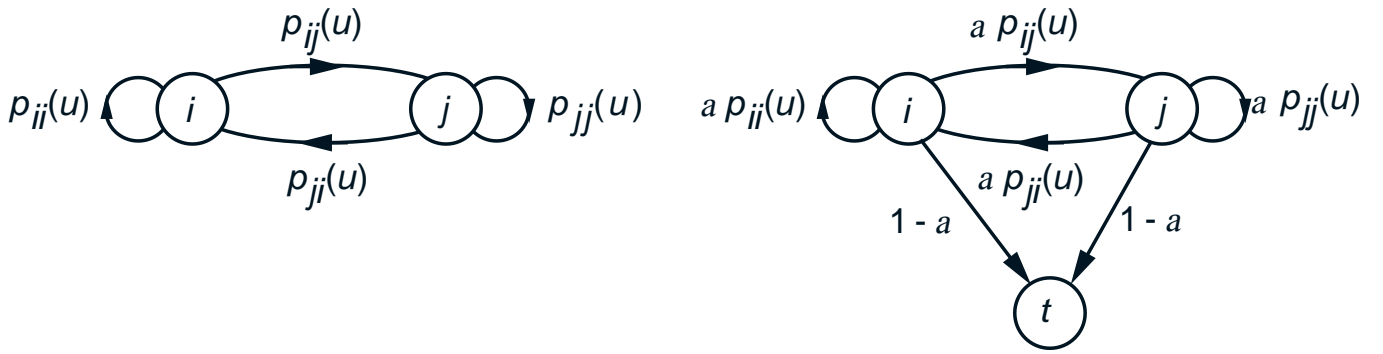 p_ij(u)
p_ii(u) i j p_jj(u)
p_ji(u)
a p_ij(u)
a p_ii(u) i j a p_jj(u)
a p_ji(u)
1 - a 1 - a
t